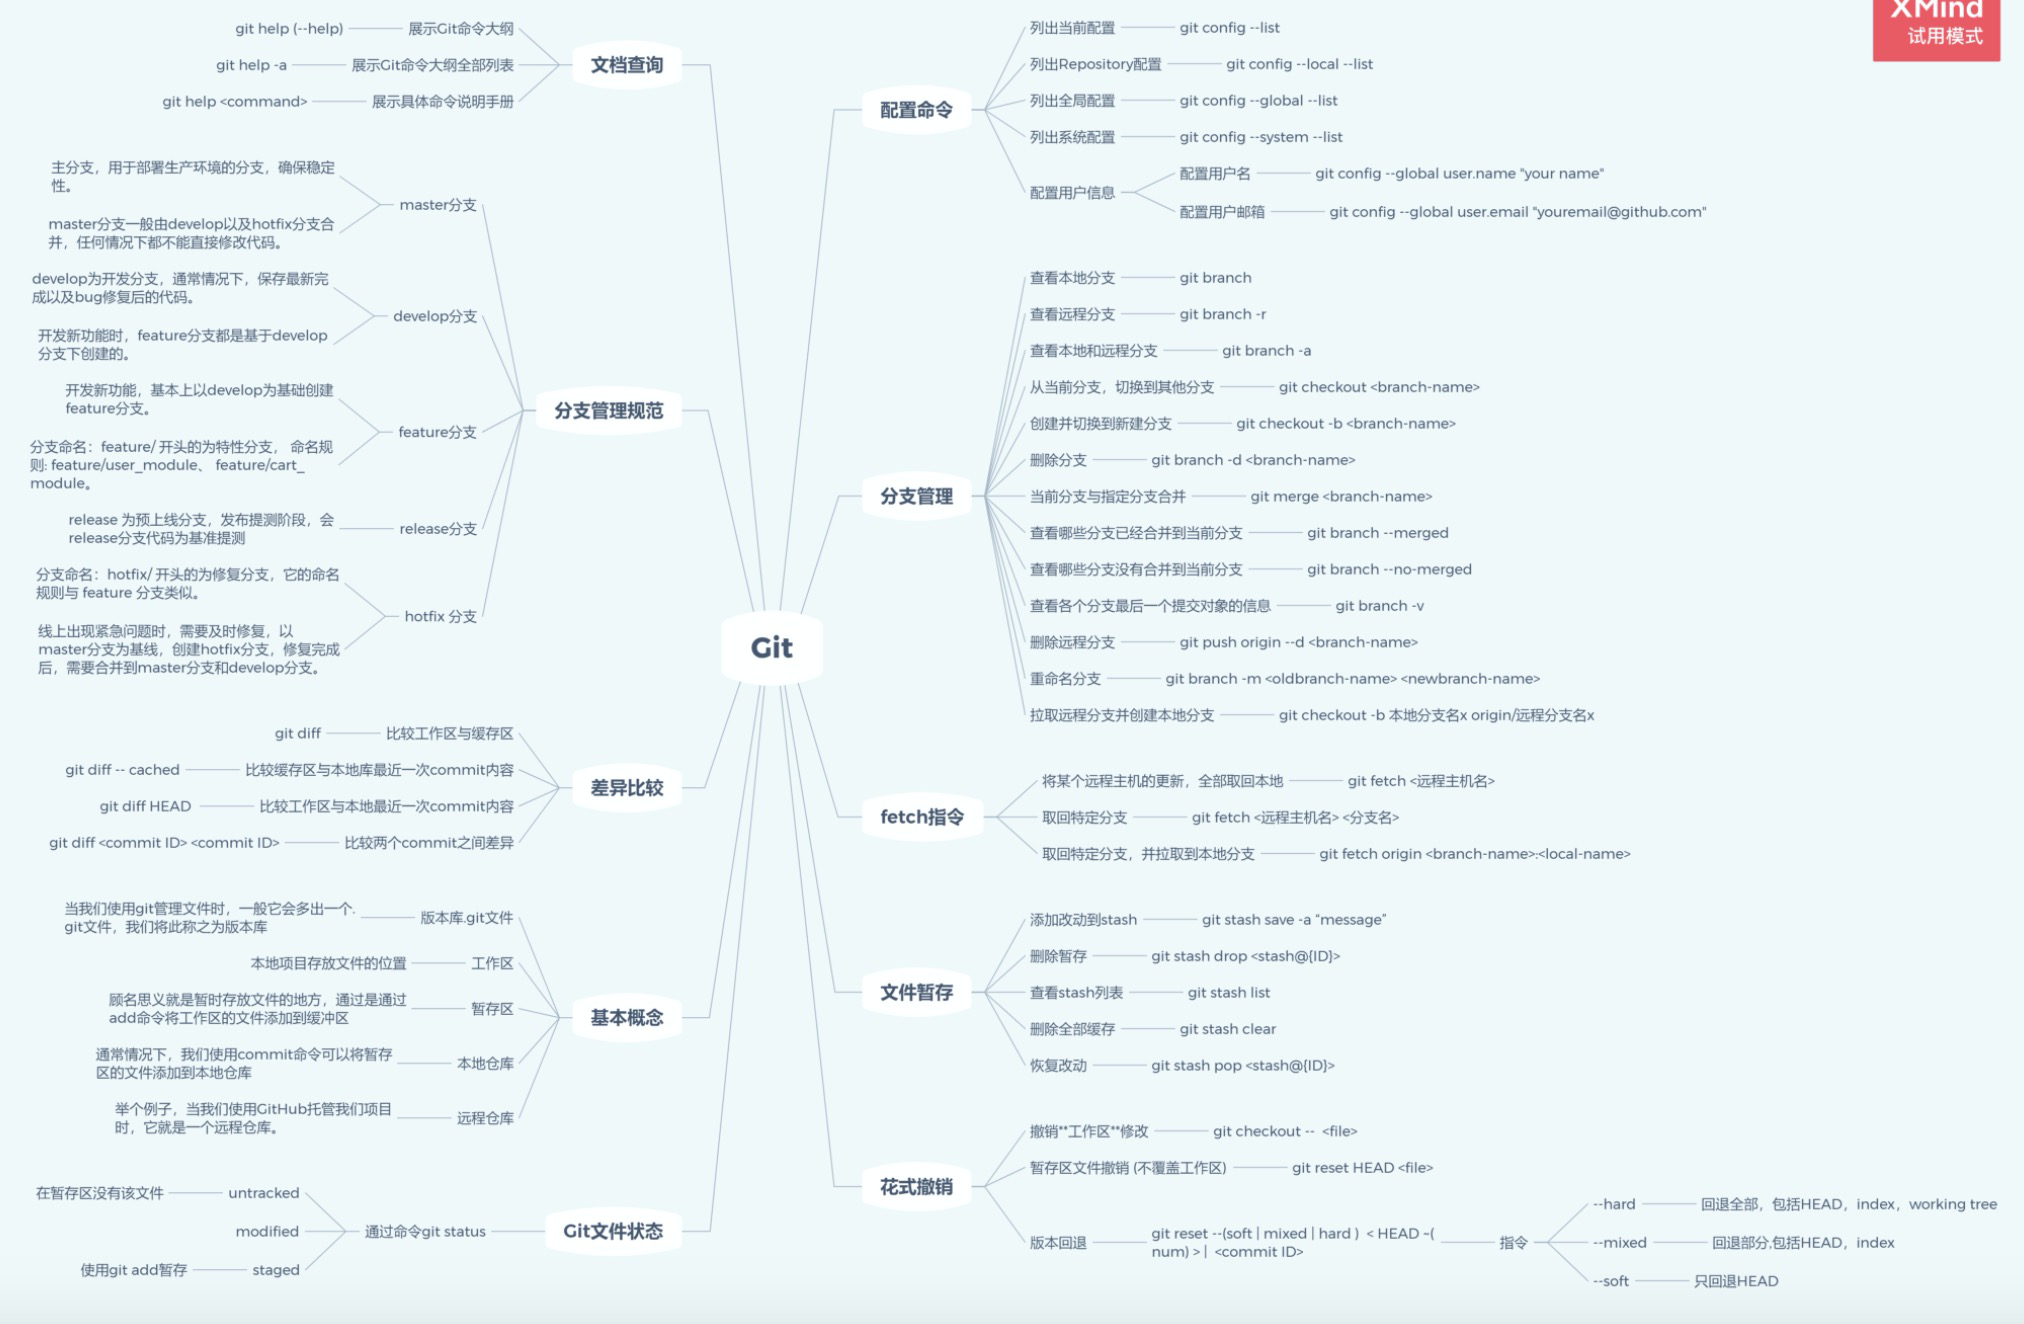 XMind
试用模式
Git
文档查询
展示Git命令大纲
git help (--help)
展示Git命令大纲全部列表
git help -a
展示具体命令说明手册
git help <command>
分支管理规范
master分支
主分支，用于部署生产环境的分支，确保稳定
性。
master分支一般由develop以及hotfix分支合
并，任何情况下都不能直接修改代码。
develop分支
develop为开发分支，通常情况下，保存最新完
成以及bug修复后的代码。
开发新功能时，feature分支都是基于develop
分支下创建的。
feature分支
开发新功能，基本上以develop为基础创建
feature分支。
分支命名：feature/ 开头的为特性分支， 命名规
则: feature/user_module、 feature/cart_
module。
release分支
release 为预上线分支，发布提测阶段，会
release分支代码为基准提测
hotfix 分支
分支命名：hotfix/ 开头的为修复分支，它的命名
规则与 feature 分支类似。
线上出现紧急问题时，需要及时修复，以
master分支为基线，创建hotfix分支，修复完成
后，需要合并到master分支和develop分支。
差异比较
比较工作区与缓存区
git diff
比较缓存区与本地库最近一次commit内容
git diff -- cached
比较工作区与本地最近一次commit内容
git diff HEAD
比较两个commit之间差异
git diff <commit ID> <commit ID>
基本概念
版本库.git文件
当我们使用git管理文件时，一般它会多出一个.
git文件，我们将此称之为版本库
工作区
本地项目存放文件的位置
暂存区
顾名思义就是暂时存放文件的地方，通过是通过
add命令将工作区的文件添加到缓冲区
本地仓库
通常情况下，我们使用commit命令可以将暂存
区的文件添加到本地仓库
远程仓库
举个例子，当我们使用GitHub托管我们项目
时，它就是一个远程仓库。
Git文件状态
通过命令git status
untracked
在暂存区没有该文件
modified
staged
使用git add暂存
配置命令
列出当前配置
git config --list
列出Repository配置
git config --local --list
列出全局配置
git config --global --list
列出系统配置
git config --system --list
配置用户信息
配置用户名
git config --global user.name "your name"
配置用户邮箱
git config --global user.email "youremail@github.com"
分支管理
查看本地分支
git branch
查看远程分支
git branch -r
查看本地和远程分支
git branch -a
从当前分支，切换到其他分支
git checkout <branch-name>
创建并切换到新建分支
git checkout -b <branch-name>
删除分支
git branch -d <branch-name>
当前分支与指定分支合并
git merge <branch-name>
查看哪些分支已经合并到当前分支
git branch --merged
查看哪些分支没有合并到当前分支
git branch --no-merged
查看各个分支最后一个提交对象的信息
git branch -v
删除远程分支
git push origin --d <branch-name>
重命名分支
git branch -m <oldbranch-name> <newbranch-name>
拉取远程分支并创建本地分支
git checkout -b 本地分支名x origin/远程分支名x
fetch指令
将某个远程主机的更新，全部取回本地
git fetch <远程主机名>
取回特定分支
git fetch <远程主机名> <分支名>
取回特定分支，并拉取到本地分支
git fetch origin <branch-name>:<local-name>
文件暂存
添加改动到stash
git stash save -a “message”
删除暂存
git stash drop <stash@{ID}>
查看stash列表
git stash list
删除全部缓存
git stash clear
恢复改动
git stash pop <stash@{ID}>
花式撤销
撤销**工作区**修改
git checkout -- <file>
暂存区文件撤销 (不覆盖工作区)
git reset HEAD <file>
版本回退
git reset --(soft | mixed | hard ) < HEAD ~(
num) > | <commit ID>
指令
--hard
回退全部，包括HEAD，index，working tree
--mixed
回退部分,包括HEAD，index
--soft
只回退HEAD